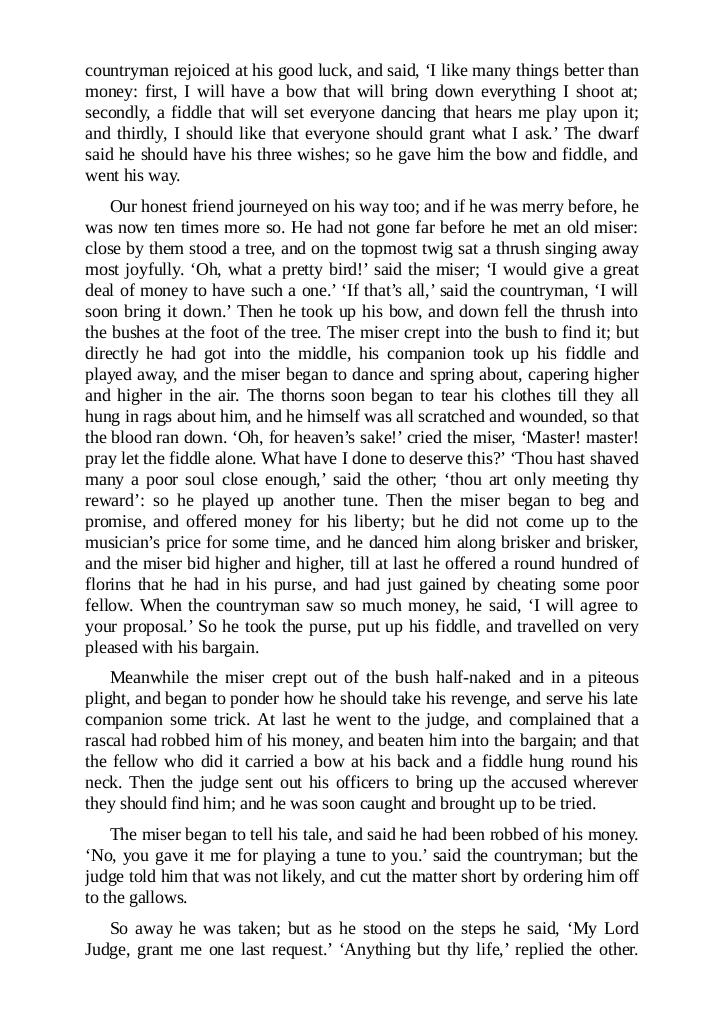 countryman rejoiced at his good luck, and said, ‘I like many things better than
money: first, I will have a bow that will bring down everything I shoot at;
secondly, a fiddle that will set everyone dancing that hears me play upon it;
and thirdly, I should like that everyone should grant what I ask.’ The dwarf
said he should have his three wishes; so he gave him the bow and fiddle, and
went his way.
Our honest friend journeyed on his way too; and if he was merry before, he
was now ten times more so. He had not gone far before he met an old miser:
close by them stood a tree, and on the topmost twig sat a thrush singing away
most joyfully. ‘Oh, what a pretty bird!’ said the miser; ‘I would give a great
deal of money to have such a one.’ ‘If that’s all,’ said the countryman, ‘I will
soon bring it down.’ Then he took up his bow, and down fell the thrush into
the bushes at the foot of the tree. The miser crept into the bush to find it; but
directly he had got into the middle, his companion took up his fiddle and
played away, and the miser began to dance and spring about, capering higher
and higher in the air. The thorns soon began to tear his clothes till they all
hung in rags about him, and he himself was all scratched and wounded, so that
the blood ran down. ‘Oh, for heaven’s sake!’ cried the miser, ‘Master! master!
pray let the fiddle alone. What have I done to deserve this?’ ‘Thou hast shaved
many a poor soul close enough,’ said the other; ‘thou art only meeting thy
reward’: so he played up another tune. Then the miser began to beg and
promise, and offered money for his liberty; but he did not come up to the
musician’s price for some time, and he danced him along brisker and brisker,
and the miser bid higher and higher, till at last he offered a round hundred of
florins that he had in his purse, and had just gained by cheating some poor
fellow. When the countryman saw so much money, he said, ‘I will agree to
your proposal.’ So he took the purse, put up his fiddle, and travelled on very
pleased with his bargain.
Meanwhile the miser crept out of the bush half-naked and in a piteous
plight, and began to ponder how he should take his revenge, and serve his late
companion some trick. At last he went to the judge, and complained that a
rascal had robbed him of his money, and beaten him into the bargain; and that
the fellow who did it carried a bow at his back and a fiddle hung round his
neck. Then the judge sent out his officers to bring up the accused wherever
they should find him; and he was soon caught and brought up to be tried.
The miser began to tell his tale, and said he had been robbed of his money.
‘No, you gave it me for playing a tune to you.’ said the countryman; but the
judge told him that was not likely, and cut the matter short by ordering him off
to the gallows.
So away he was taken; but as he stood on the steps he said, ‘My Lord
Judge, grant me one last request.’ ‘Anything but thy life,’ replied the other.